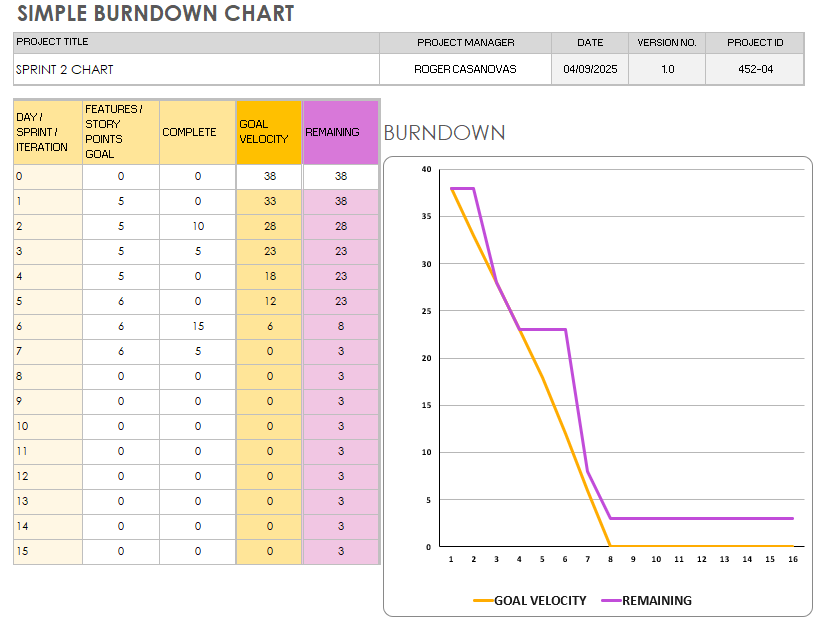 SIMPLE BURNDOWN CHART
PROJECT TITLE PROJECT MANAGER DATE VERSION NO. PROJECT ID
SPRINT 2 CHART ROGER CASANOVAS 04/09/2025 1.0 452-04
DAY /
SPRINT /
ITERATION
FEATURES /
STORY
POINTS
GOAL
COMPLETE
GOAL
VELOCITY
REMAINING
0 0 0 38 38
1 5 0 33 38
2 5 10 28 28
3 5 5 23 23
4 5 0 18 23
5 6 0 12 23
6 6 15 6 8
7 6 5 0 3
8 0 0 0 3
9 0 0 0 3
10 0 0 0 3
11 0 0 0 3
12 0 0 0 3
13 0 0 0 3
14 0 0 0 3
15 0 0 0 3
BURNDOWN
40
35
30
25
20
15
10
5
0
1 2 3 4 5 6 7 8 9 10 11 12 13 14 15 16
GOAL VELOCITY REMAINING